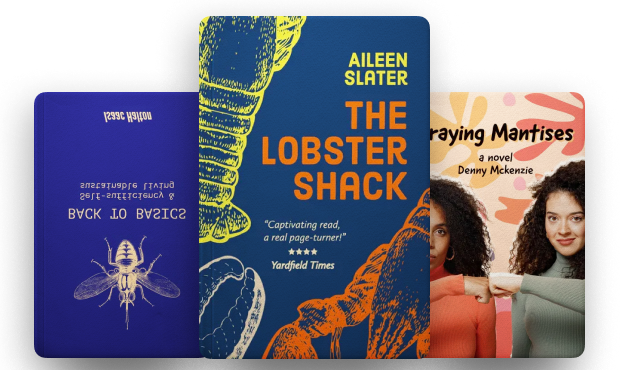 BACK TO BASICS
Self-sufficiency &
sustainable living
Isaac
AILEEN
SLATER
THE
LOBSTER
SHACK
“Captivating read,
a real page-turner!”
★★★★
Yardfield Times
raying Mantises
a novel
Denny Mckenzie